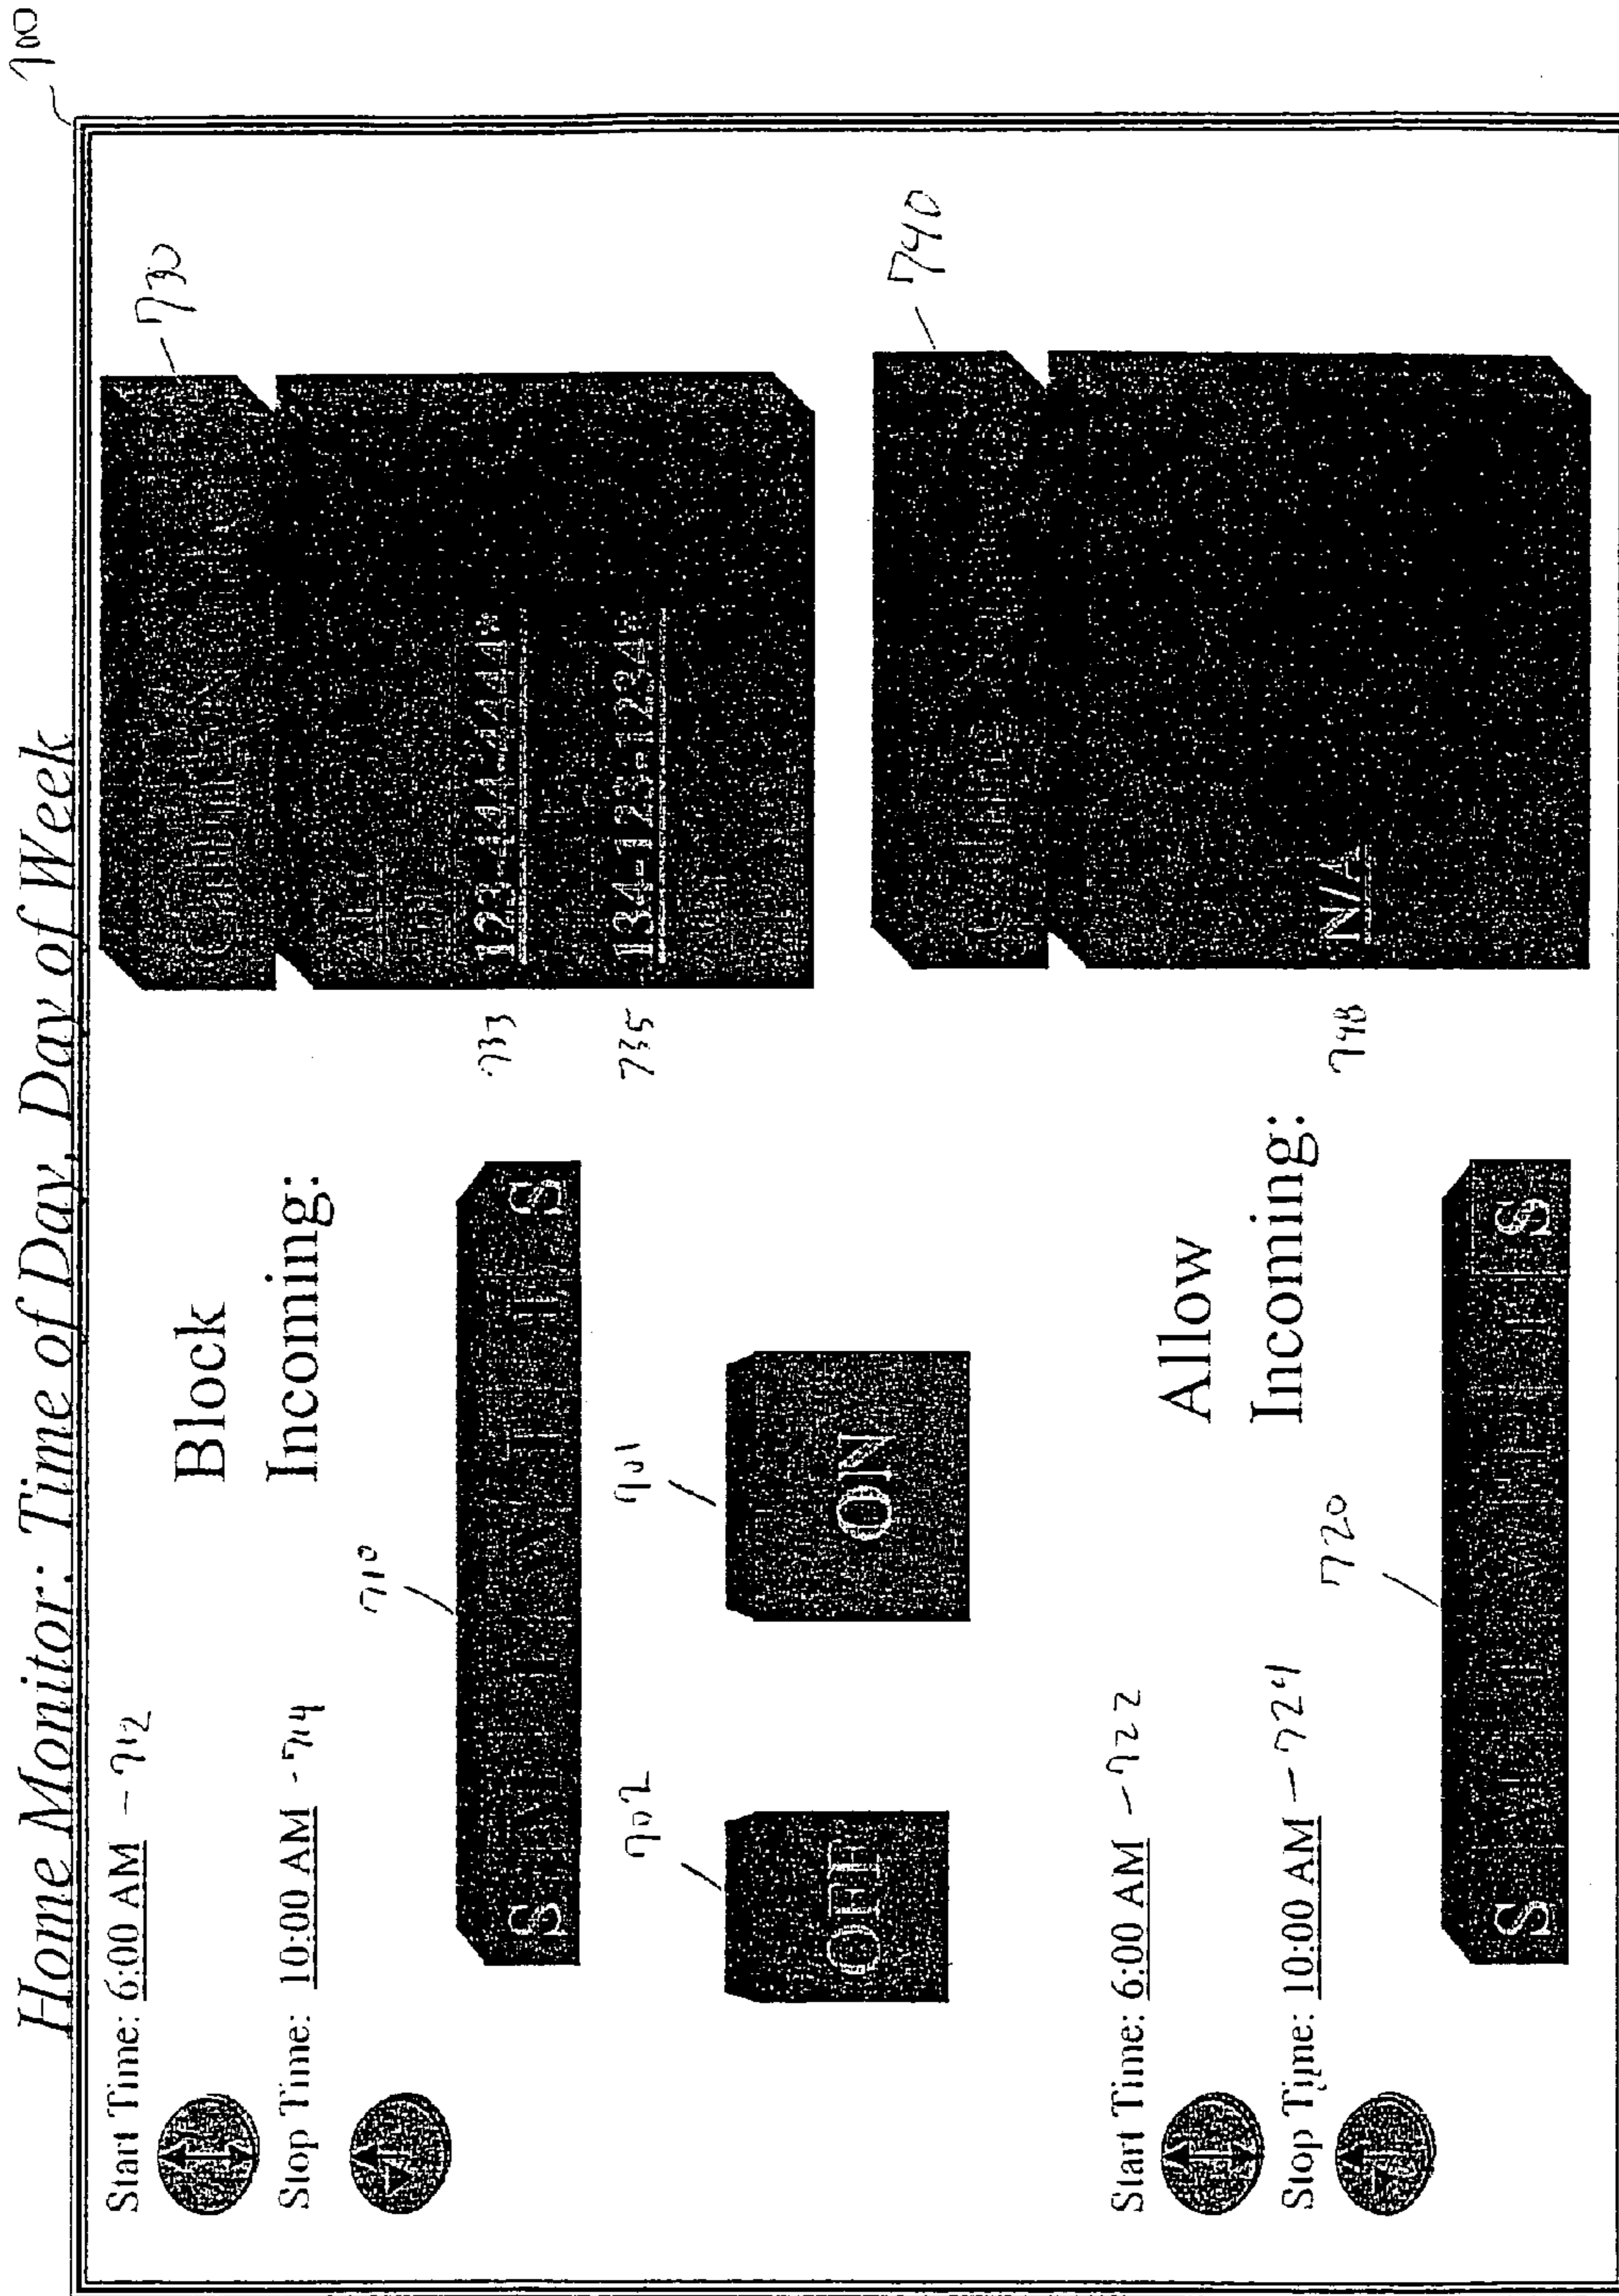 700
Home Monitor: Time of Day, Day of Week
Start Time: 6:00 AM – 712
Block
Incoming:
Stop Time: 10:00 AM - 714
730
123-444-4444"
733
134-123-1234"
735
710
S M T W T F S
702
701
OFF
ON
Start Time: 6:00 AM – 722
Allow
Incoming:
Stop Time: 10:00 AM – 724
740
N/A
748
720
S M T W T F S